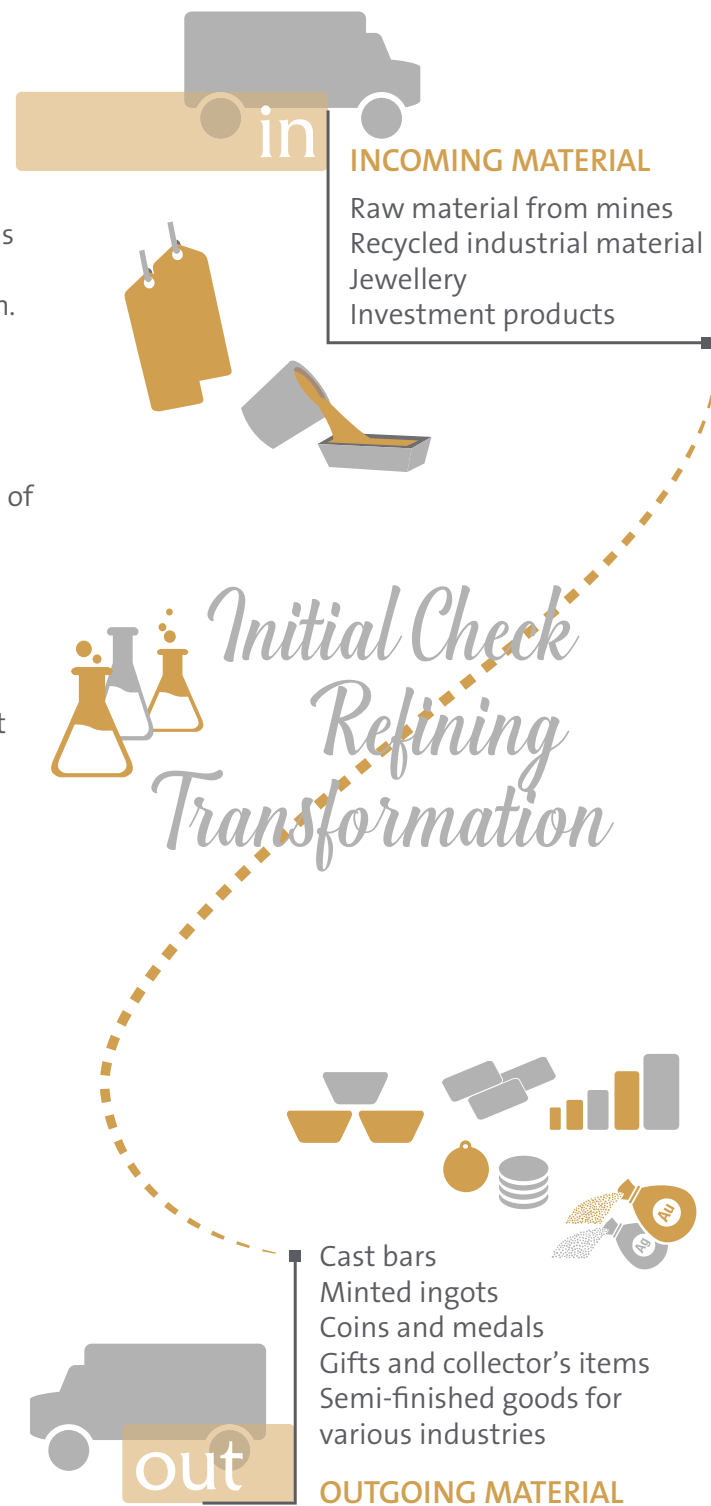 in
INCOMING MATERIAL
Raw material from mines
Recycled industrial material
Jewellery
Investment products
s
n.
of
Initial Check
Refining
t
Transformation
Au
Ag
Cast bars
Minted ingots
Coins and medals
Gifts and collector’s items
Semi-finished goods for
various industries
out
OUTGOING MATERIAL